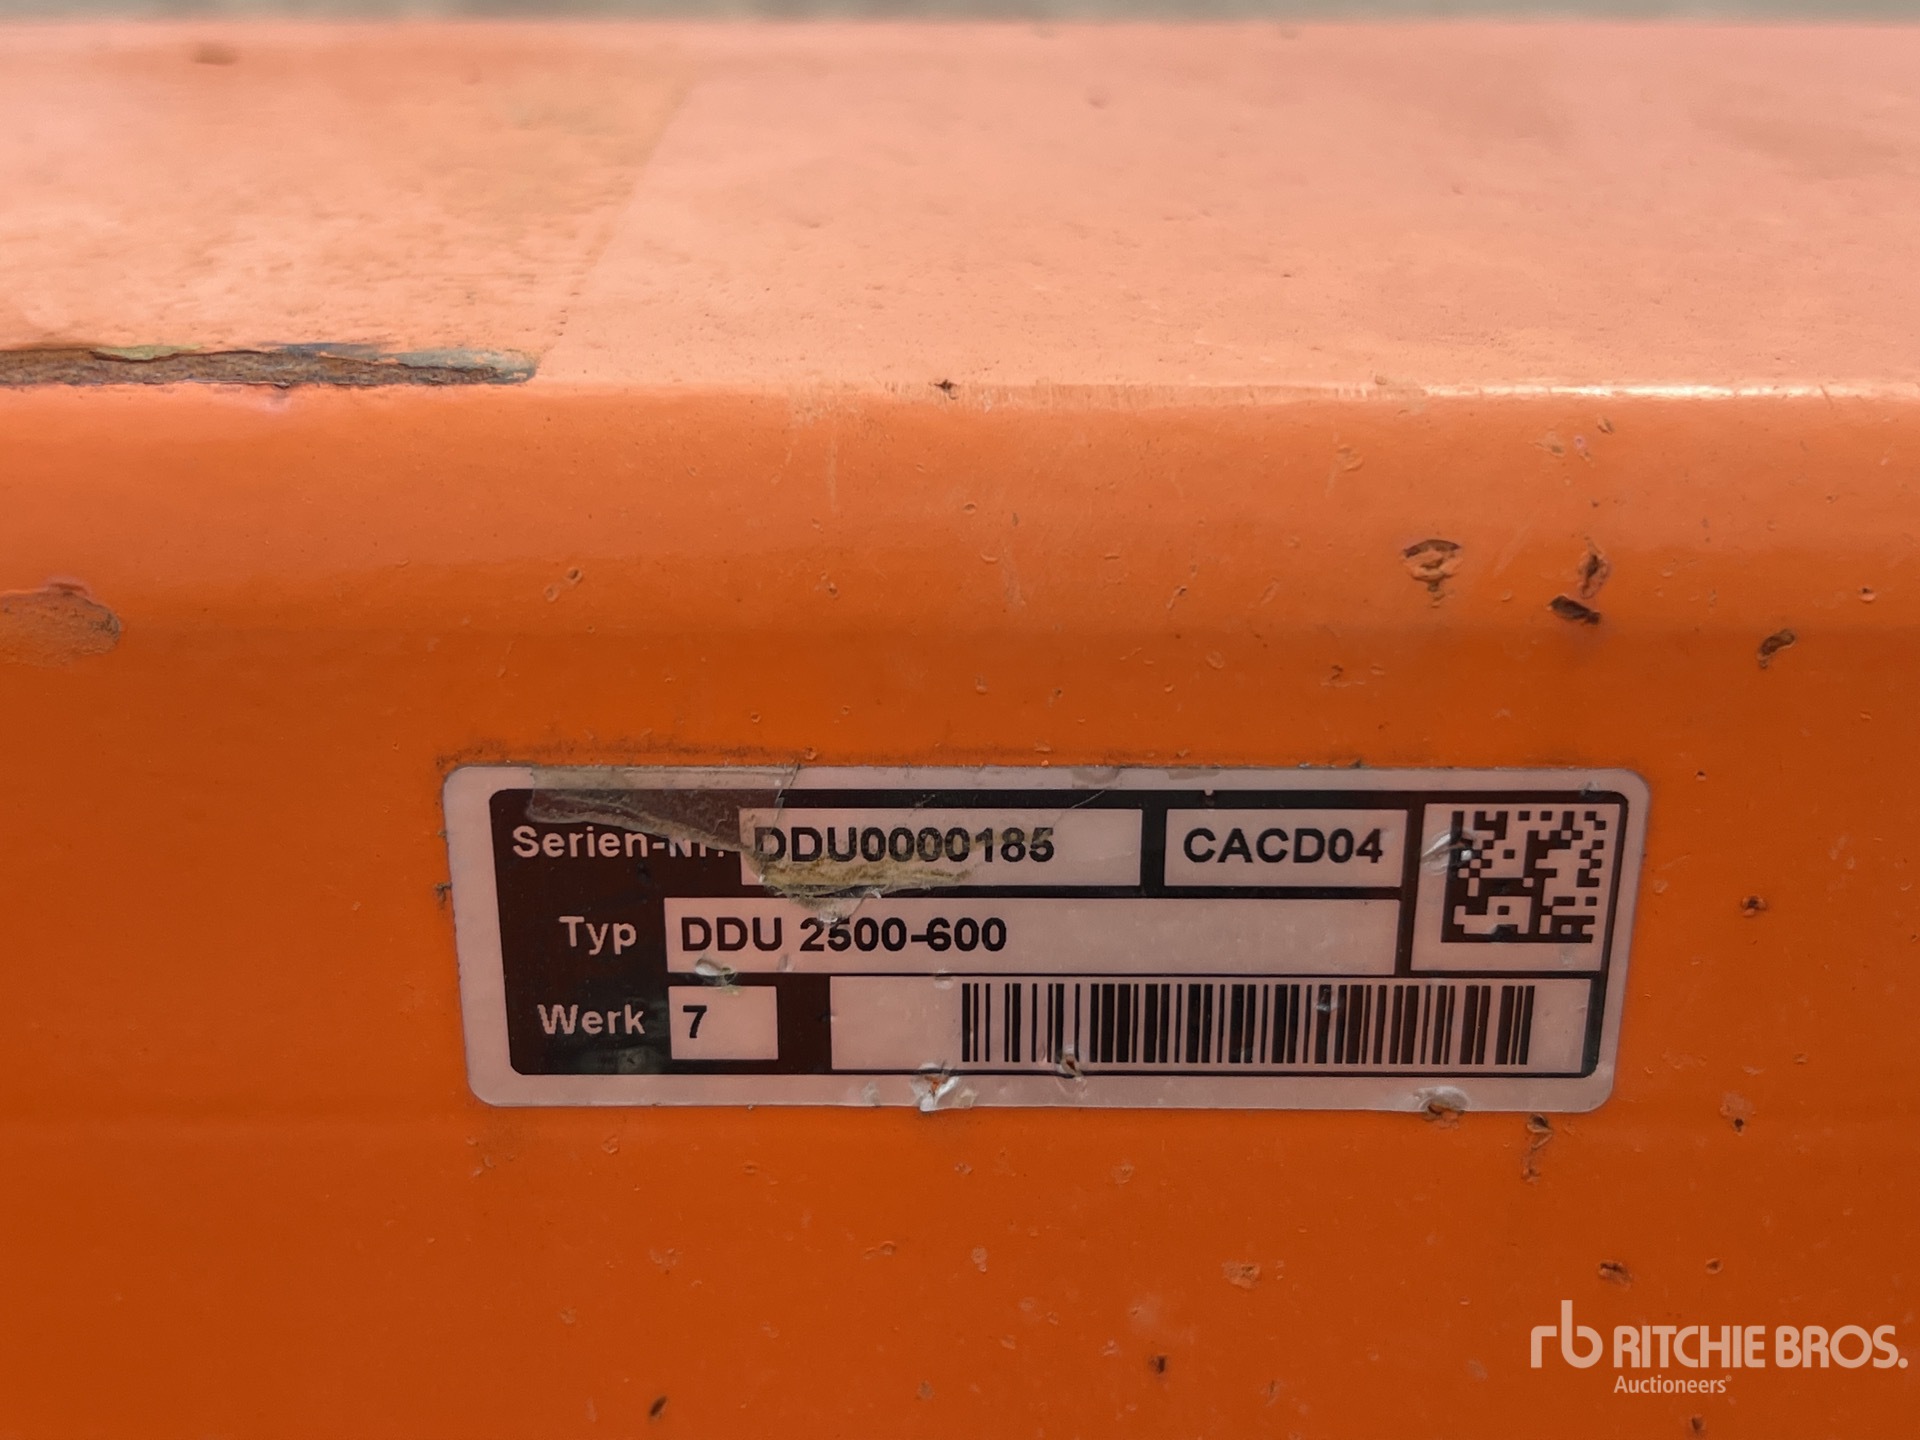 Serien-Nr. DDU0000185 CACD04
Typ DDU 2500-600
Werk 7
rb RITCHIE BROS.
Auctioneers